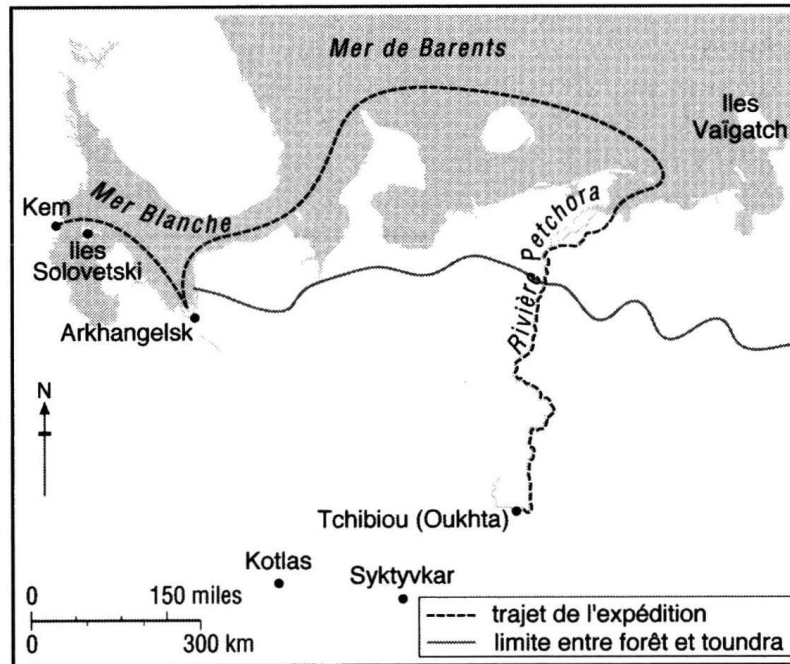 Mer de Barents
Iles
Vaïgatch
Kem
Mer Blanche
Iles
Solovetski
Rivière Petchora
Arkhangelsk
N
Tchibiou (Oukhta)
Kotlas
Syktyvkar
0 150 miles
0 300 km
trajet de l'expédition
limite entre forêt et toundra